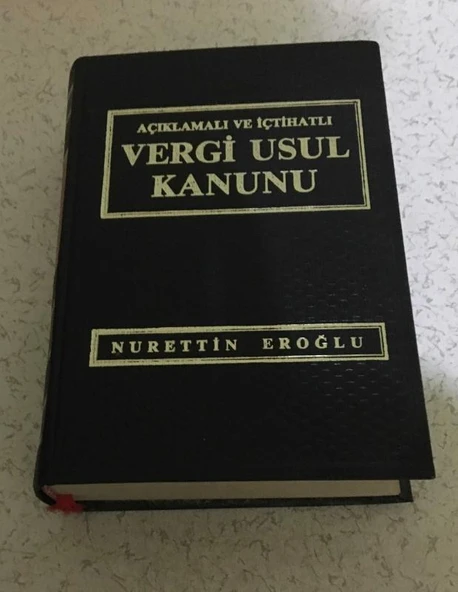 AÇIKLAMALI VE İÇTİHATLI
VERGİ USUL
KANUNU
NURETTİN EROĞLU